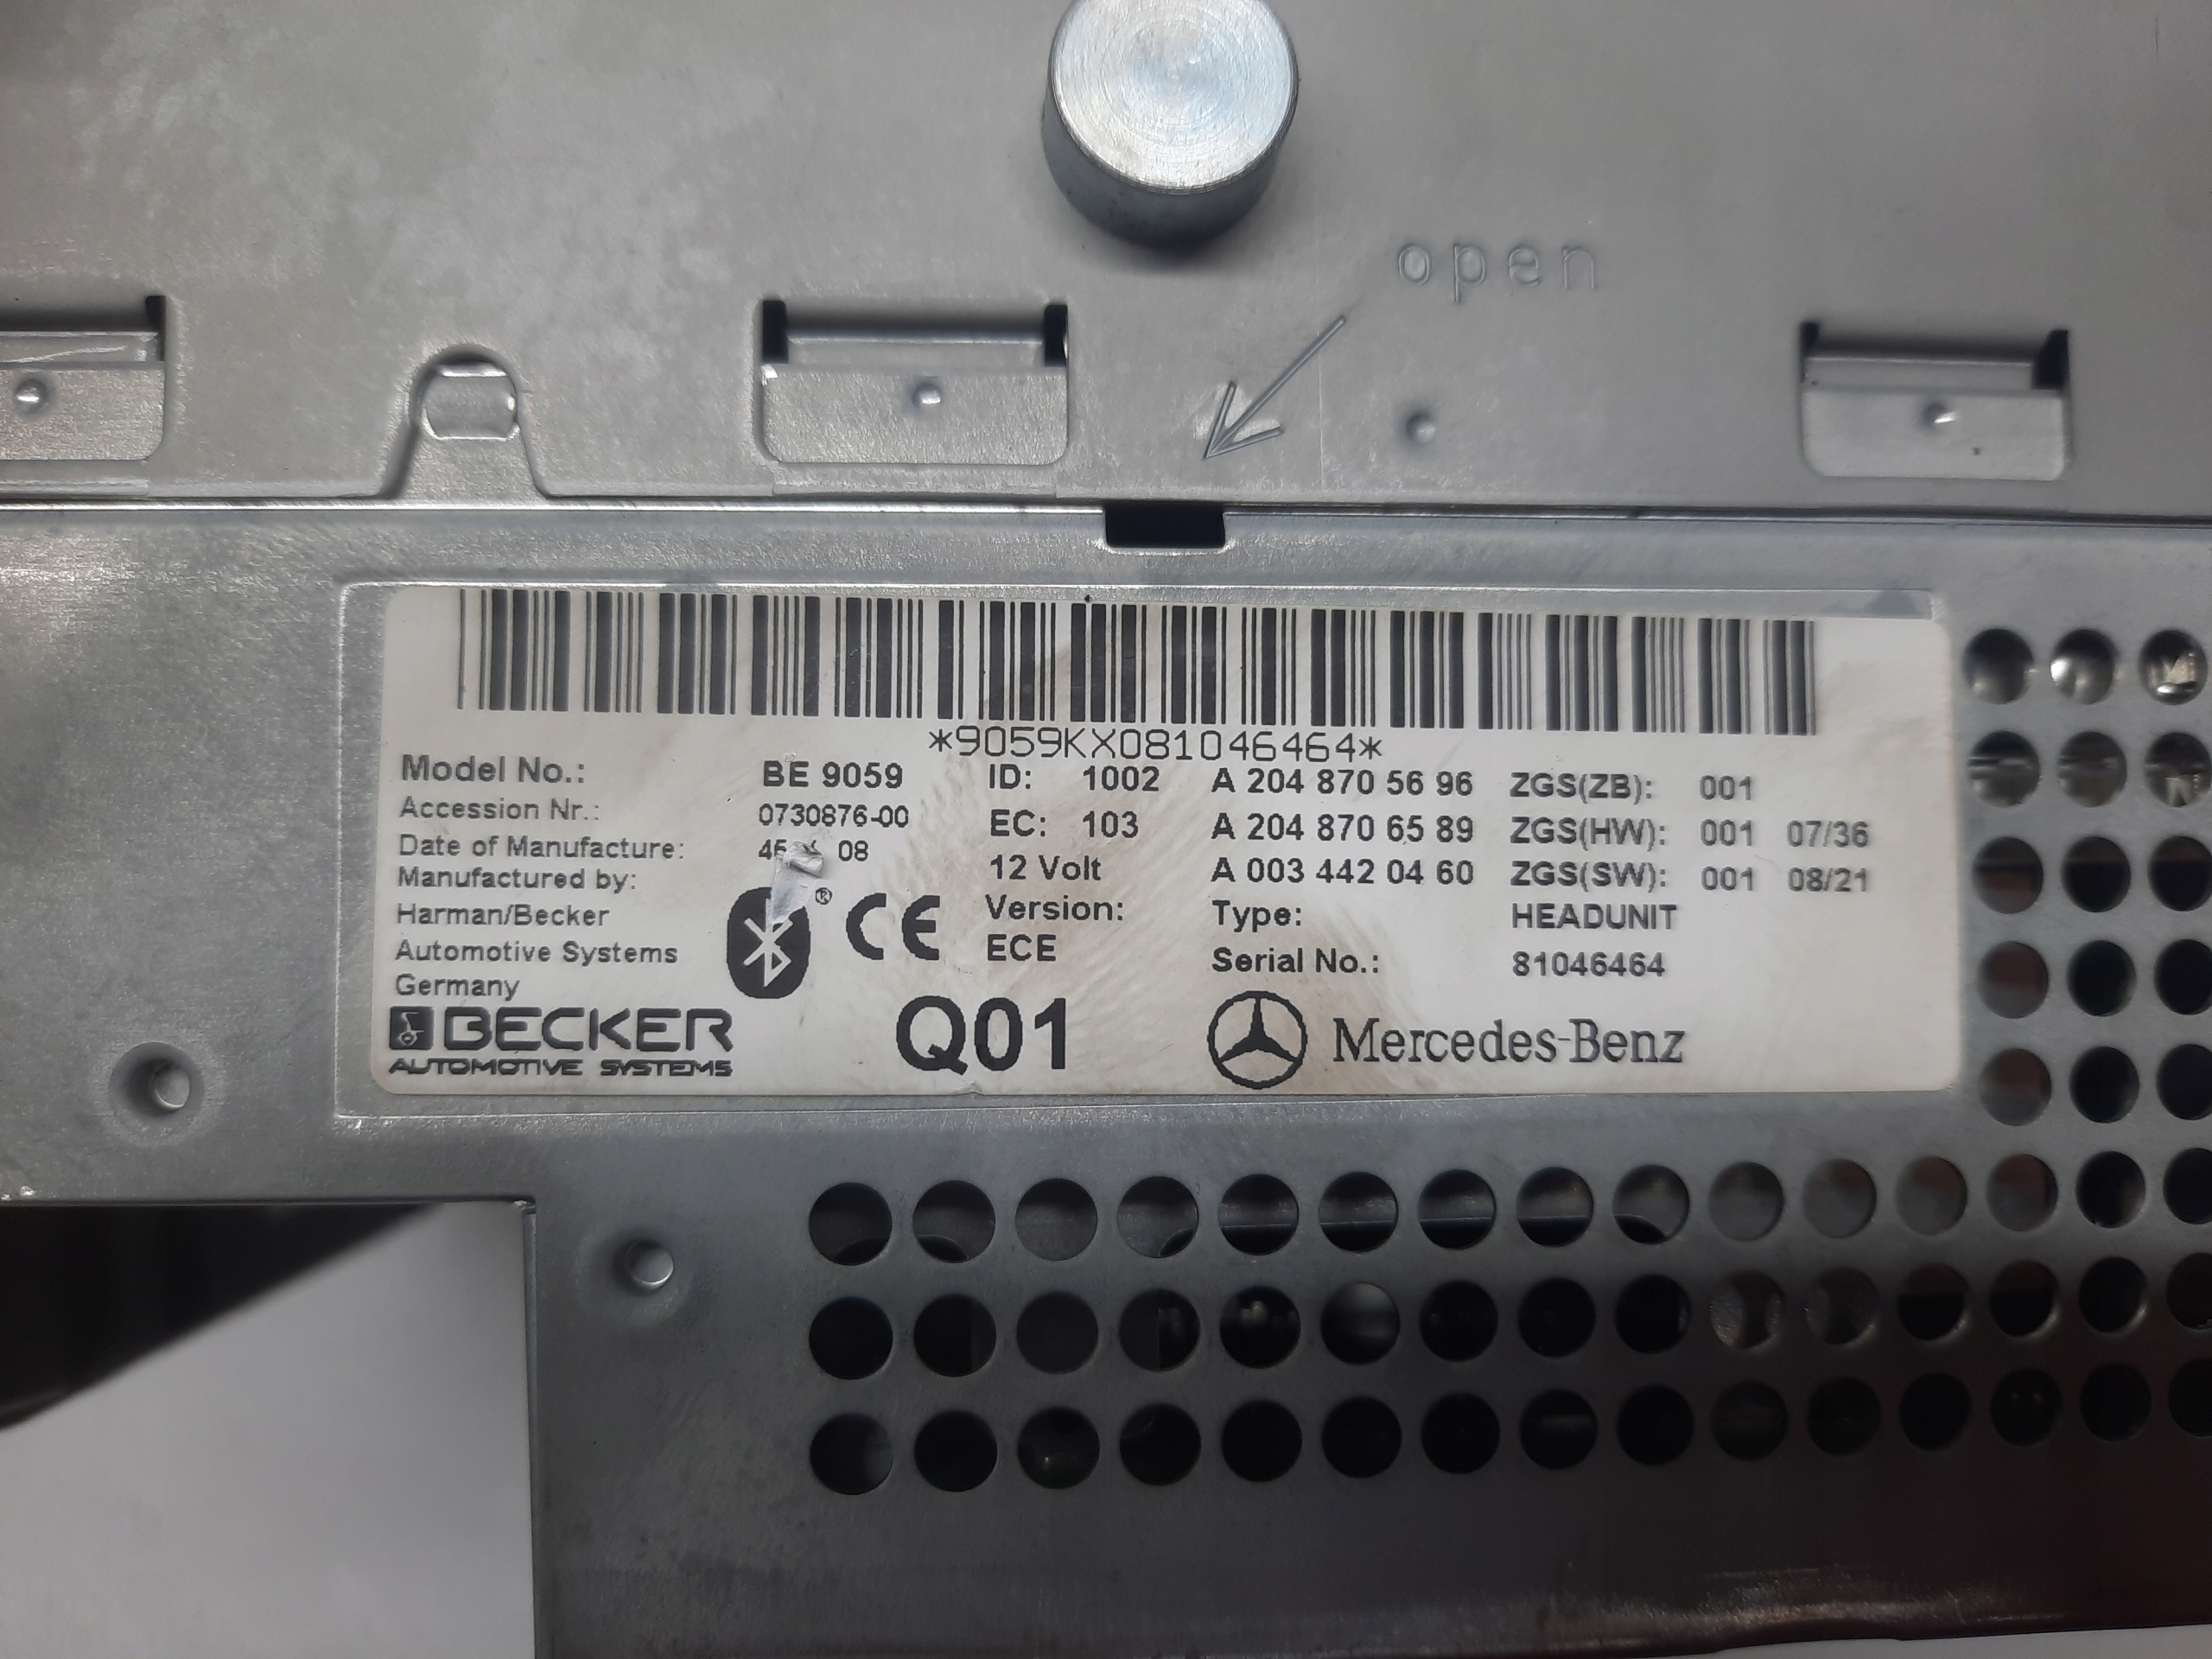 open
*9059KX081046464*
Model No.: BE 9059 ID: 1002 A 204 870 56 96 ZGS(ZB): 001
Accession Nr.: 0730876-00 EC: 103 A 204 870 65 89 ZGS(HW): 001 07/36
Date of Manufacture: 08 12 Volt A 003 442 04 60 ZGS(SW): 001 08/21
Manufactured by: Version: Type: HEADUNIT
Harman/Becker ® CE ECE Serial No.: 81046464
Automotive Systems
Germany
BECKER Q01 Mercedes-Benz
AUTOMOTIVE SYSTEMS